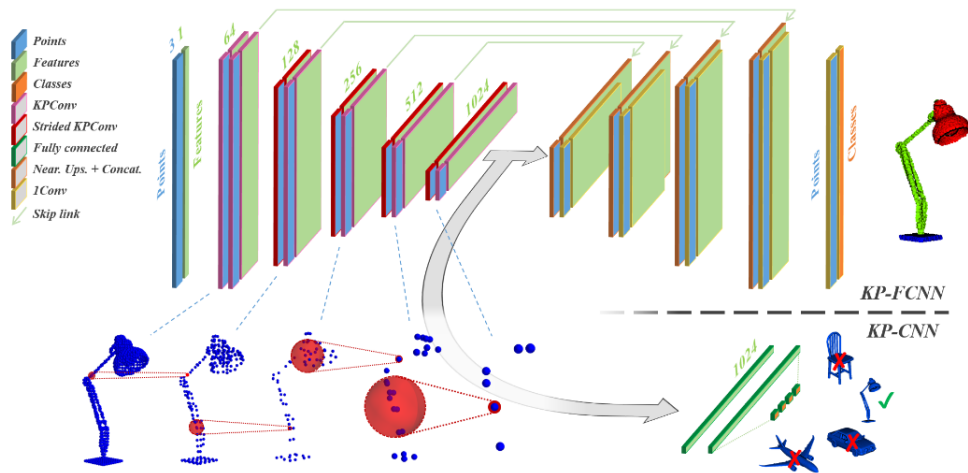 Points
Features
Classes
KPConv
Strided KPConv
Fully connected
Near. Ups. + Concat.
1Conv
Skip link
Points
3
1
Features
64
128
256
512
1024
Points
Classes
KP-FCNN
KP-CNN
1024